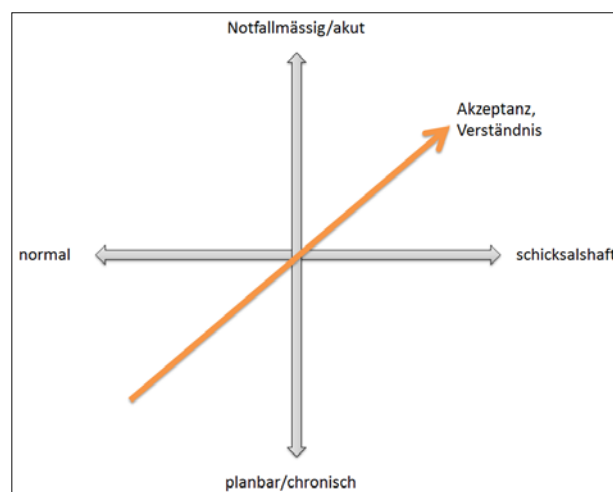 Notfallmässig/akut
Akzeptanz,
Verständnis
normal
schicksalshaft
planbar/chronisch